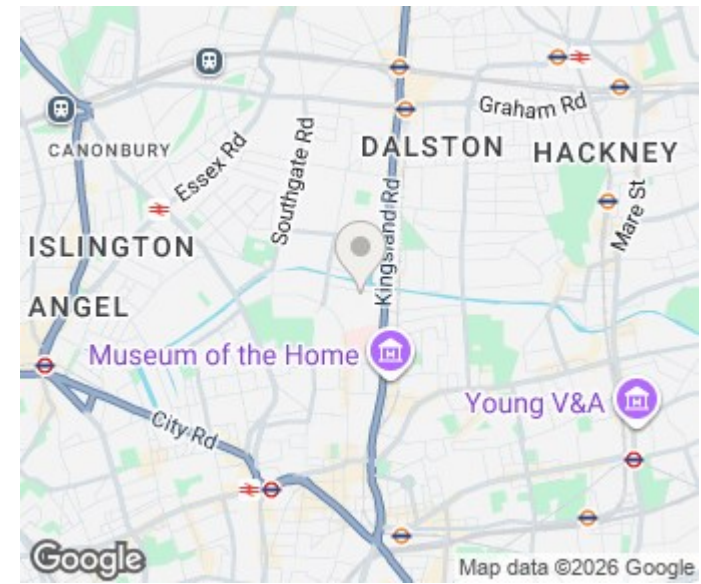 Graham Rd
DALSTON
HACKNEY
CANONBURY
Essex Rd
Southgate Rd
Mare St
Kingsland Rd
ISLINGTON
ANGEL
Museum of the Home
Young V&A
City Rd
Google
Map data ©2026 Google